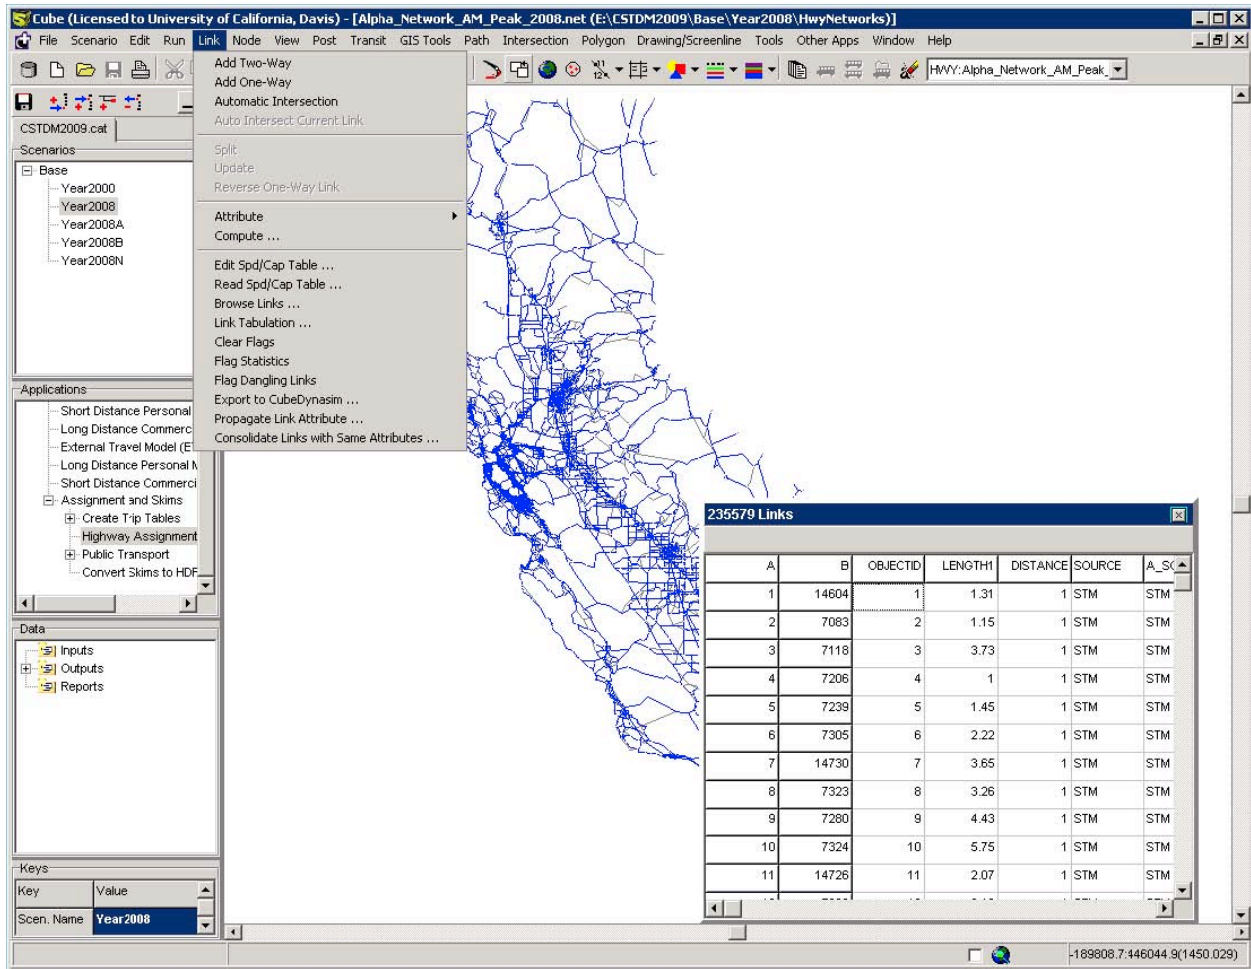 Cube (Licensed to University of California, Davis) - [Alpha_Network_AM_Peak_2008.net (E:\CSTDM2009\Base\Year2008\HwyNetworks)]
File Scenario Edit Run Link Node View Post Transit GIS Tools Path Intersection Polygon Drawing/Screenline Tools Other Apps Window Help
HWY:Alpha_Network_AM_Peak_
CSTDM2009.cat
Scenarios
Base
Year2000
Year2008
Year2008A
Year2008B
Year2008N
Add Two-Way
Add One-Way
Automatic Intersection
Auto Intersect Current Link
Split
Update
Reverse One-Way Link
Attribute
Compute ...
Edit Spd/Cap Table ...
Read Spd/Cap Table ...
Browse Links ...
Link Tabulation ...
Clear Flags
Flag Statistics
Flag Dangling Links
Export to CubeDynasim ...
Propagate Link Attribute ...
Consolidate Links with Same Attributes ...
Applications
Short Distance Personal
Long Distance Commerc
External Travel Model (E
Long Distance Personal
Short Distance Commerci
Assignment and Skims
Create Trip Tables
Highway Assignment
Public Transport
Convert Skims to HDF
Data
Inputs
Outputs
Reports
Keys
Key Value
Scen. Name Year2008
235579 Links
A B OBJECTID LENGTH1 DISTANCE SOURCE A_SO
1 14604 1 1.31 1 STM STM
2 7083 2 1.15 1 STM STM
3 7118 3 3.73 1 STM STM
4 7206 4 1 1 STM STM
5 7239 5 1.45 1 STM STM
6 7305 6 2.22 1 STM STM
7 14730 7 3.65 1 STM STM
8 7323 8 3.26 1 STM STM
9 7280 9 4.43 1 STM STM
10 7324 10 5.75 1 STM STM
11 14726 11 2.07 1 STM STM
-189808.7:446044.9(1450.029)